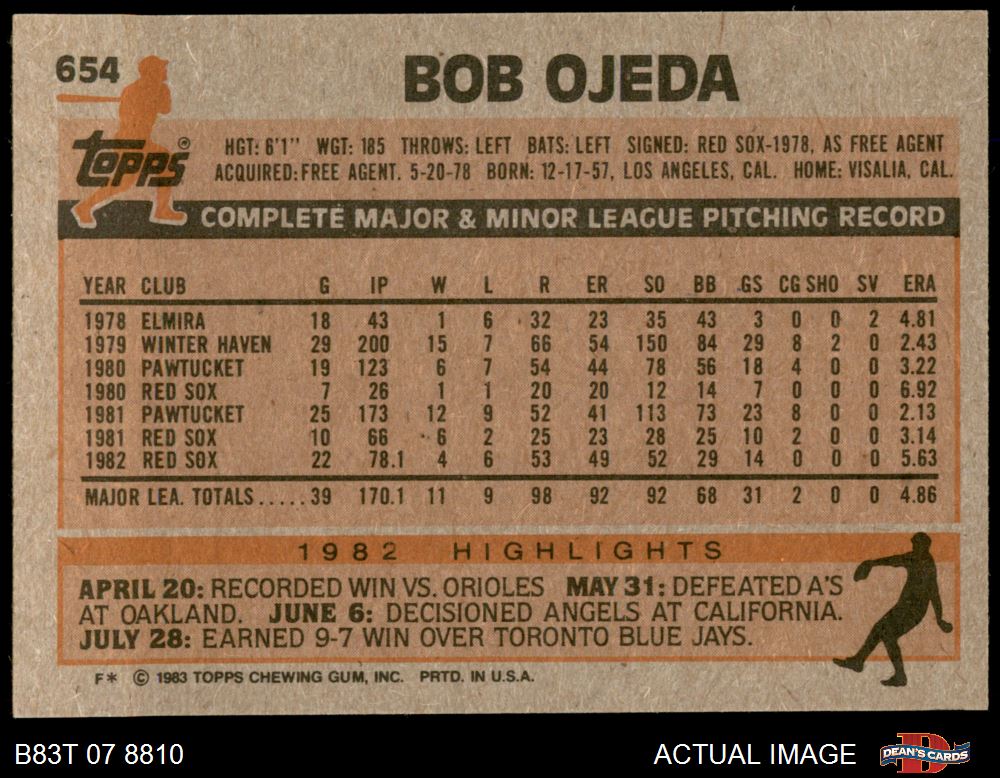 654
BOB OJEDA
TOPPS®
HGT: 6'1" WGT: 185 THROWS: LEFT BATS: LEFT SIGNED: RED SOX-1978, AS FREE AGENT
ACQUIRED: FREE AGENT. 5-20-78 BORN: 12-17-57, LOS ANGELES, CAL. HOME: VISALIA, CAL.
COMPLETE MAJOR & MINOR LEAGUE PITCHING RECORD
YEAR CLUB G IP W L R ER SO BB GS CG SHO SV ERA
1978 ELMIRA 18 43 1 6 32 23 35 43 3 0 0 2 4.81
1979 WINTER HAVEN 29 200 15 7 66 54 150 84 29 8 2 0 2.43
1980 PAWTUCKET 19 123 6 7 54 44 78 56 18 4 0 0 3.22
1980 RED SOX 7 26 1 1 20 20 12 14 7 0 0 0 6.92
1981 PAWTUCKET 25 173 12 9 52 41 113 73 23 8 0 0 2.13
1981 RED SOX 10 66 6 2 25 23 28 25 10 2 0 0 3.14
1982 RED SOX 22 78.1 4 6 53 49 52 29 14 0 0 0 5.63
MAJOR LEA. TOTALS.....39 170.1 11 9 98 92 92 68 31 2 0 0 4.86
1982 HIGHLIGHTS
APRIL 20: RECORDED WIN VS. ORIOLES MAY 31: DEFEATED A'S
AT OAKLAND. JUNE 6: DECISIONED ANGELS AT CALIFORNIA.
JULY 28: EARNED 9-7 WIN OVER TORONTO BLUE JAYS.
F* © 1983 TOPPS CHEWING GUM, INC. PRTD. IN U.S.A.
B83T 07 8810
ACTUAL IMAGE
D
DEAN'S CARDS